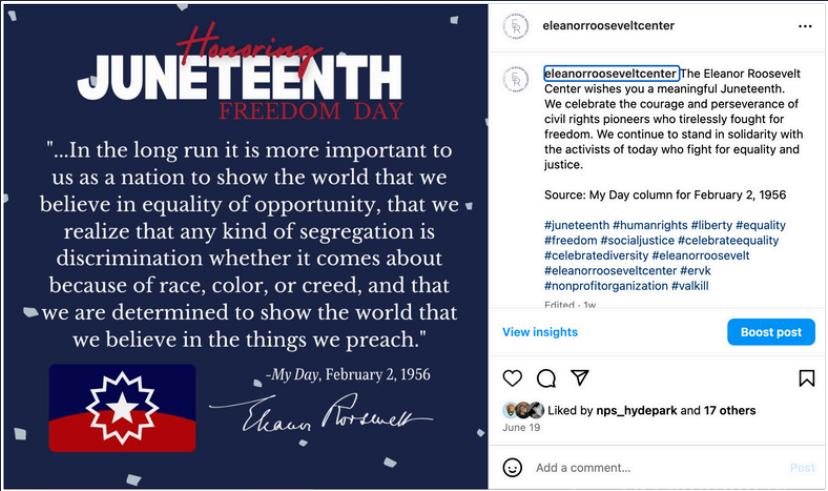 Honoring
JUNETEENTH
FREEDOM DAY
"...In the long run it is more important to
us as a nation to show the world that we
believe in equality of opportunity, that we
realize that any kind of segregation is
discrimination whether it comes about
because of race, color, or creed, and that
we are determined to show the world that
we believe in the things we preach."
-My Day, February 2, 1956
Eleanor Roosevelt
eleanorrooseveltcenter
eleanorrooseveltcenter The Eleanor Roosevelt
Center wishes you a meaningful Juneteenth.
We celebrate the courage and perseverance of
civil rights pioneers who tirelessly fought for
freedom. We continue to stand in solidarity with
the activists of today who fight for equality and
justice.
Source: My Day column for February 2, 1956
#juneteenth #humanrights #liberty #equality
#freedom #socialjustice #celebrateequality
#celebratediversity #eleanorroosevelt
#eleanorrooseveltcenter #ervk
#nonprofitorganization #valkill
Edited · 1w
View insights
Boost post
Liked by nps_hydepark and 17 others
June 19
Add a comment...
Post